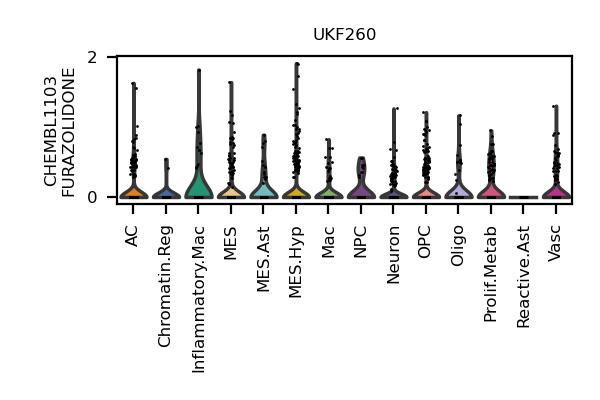 UKF260
CHEMBL1103
FURAZOLIDONE
2
0
AC
Chromatin.Reg
Inflammatory.Mac
MES
MES.Ast
MES.Hyp
Mac
NPC
Neuron
OPC
Oligo
Prolif.Metab
Reactive.Ast
Vasc